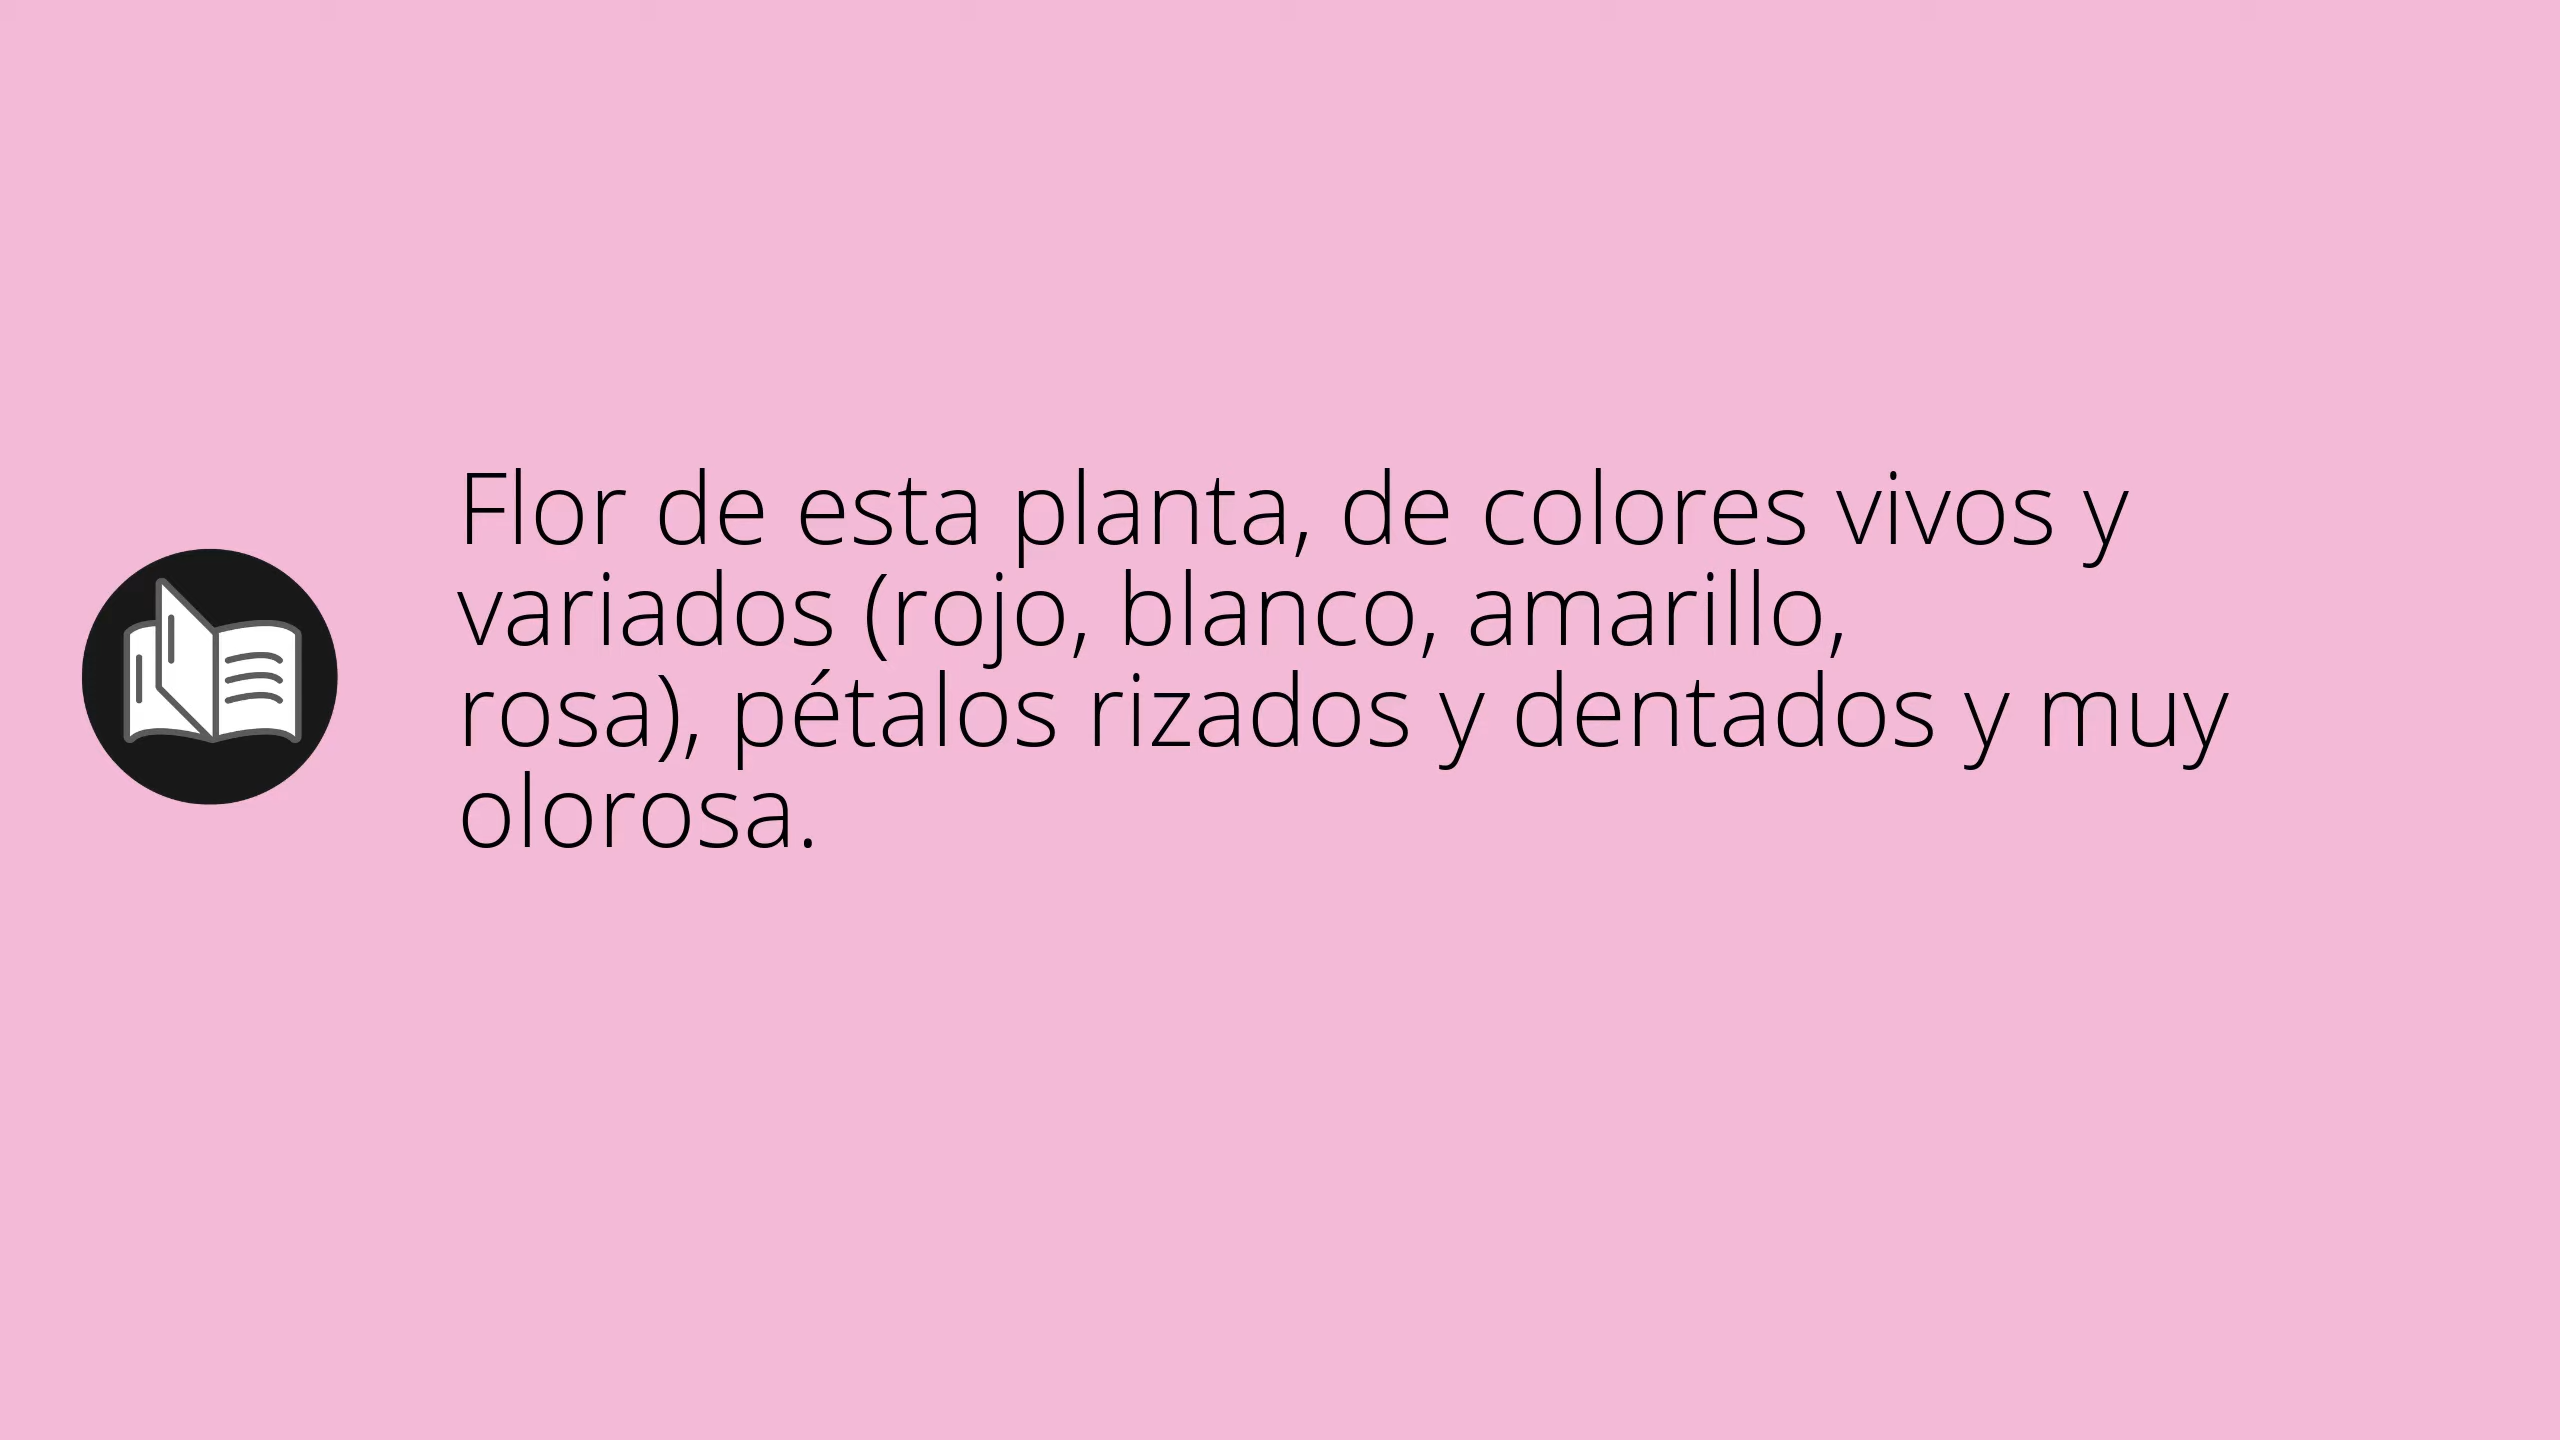 Flor de esta planta, de colores vivos y
variados (rojo, blanco, amarillo,
rosa), pétalos rizados y dentados y muy
olorosa.